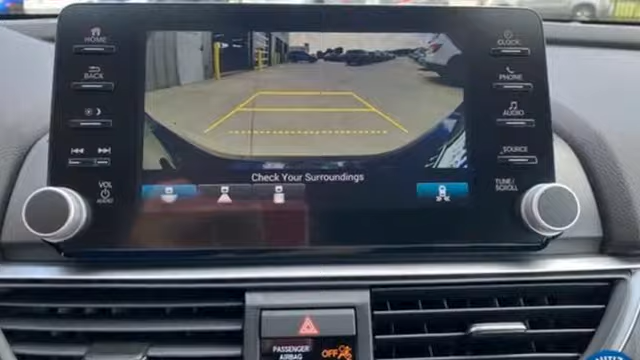 HOME
BACK
VOL
AUDIO
Check Your Surroundings
CLOCK
PHONE
AUDIO
SOURCE
TUNE/
SCROLL
PASSENGER
AIRBAG
OFF